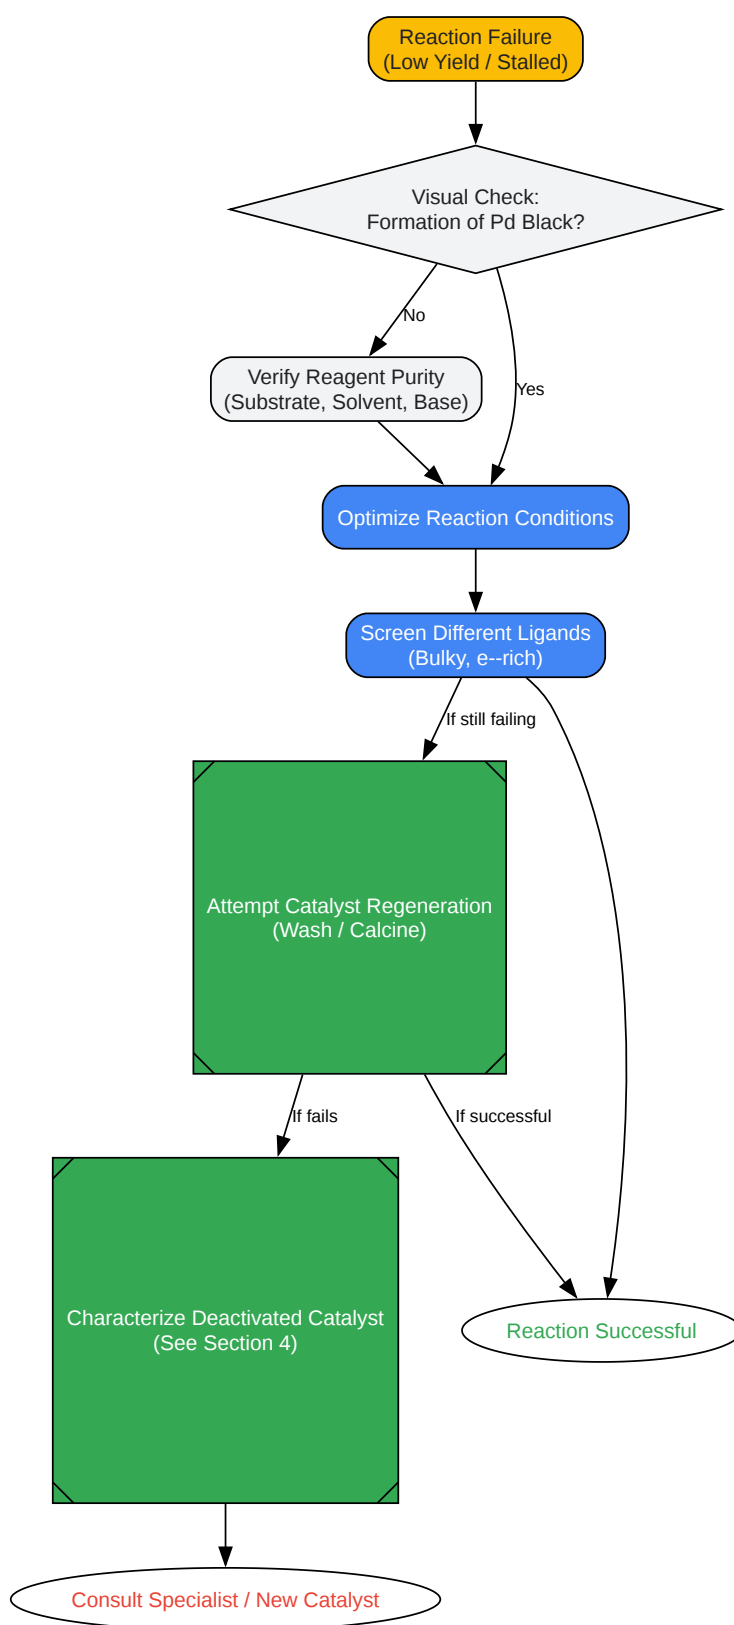 Reaction Failure
(Low Yield / Stalled)
Visual Check:
Formation of Pd Black?
No
Yes
Verify Reagent Purity
(Substrate, Solvent, Base)
Optimize Reaction Conditions
Screen Different Ligands
(Bulky, e--rich)
If still failing
Attempt Catalyst Regeneration
(Wash / Calcine)
If fails
If successful
Characterize Deactivated Catalyst
(See Section 4)
Reaction Successful
Consult Specialist / New Catalyst